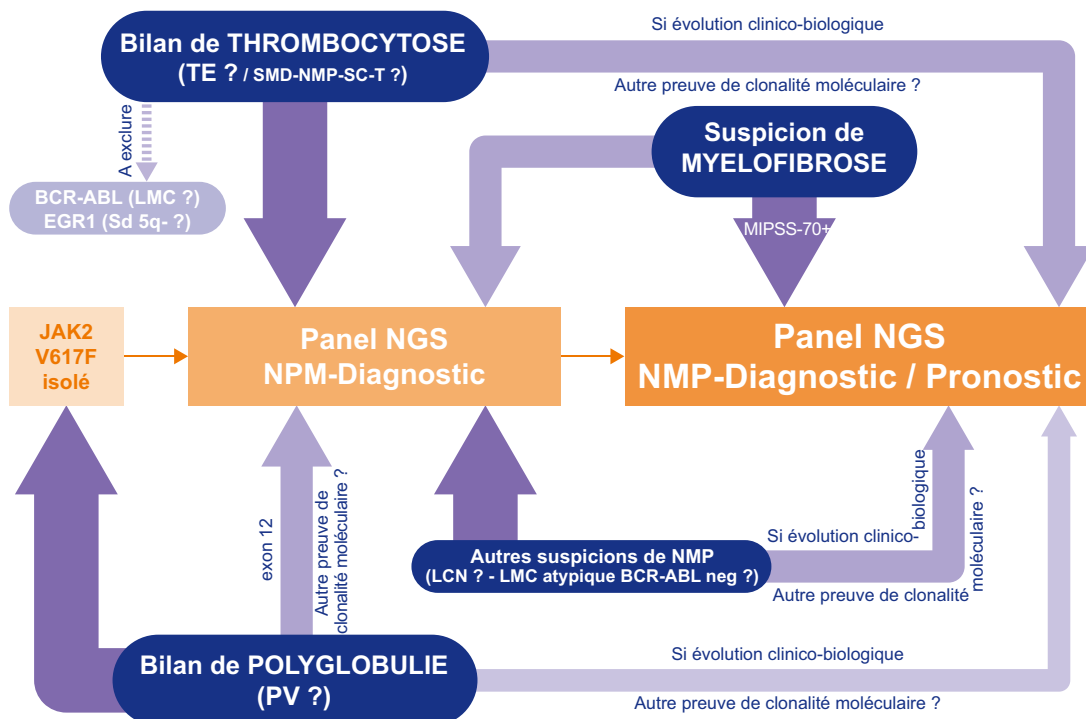 Bilan de THROMBOCYTOSE
(TE ? / SMD-NMP-SC-T ?)
Si évolution clinico-biologique
Autre preuve de clonalité moléculaire ?
A exclure
BCR-ABL (LMC ?)
EGR1 (Sd 5q- ?)
Suspicion de
MYELOFIBROSE
MIPSS-70+
JAK2
V617F
isolé
Panel NGS
NPM-Diagnostic
Panel NGS
NMP-Diagnostic / Pronostic
exon 12
Autre preuve de
clonalité moléculaire ?
Autres suspicions de NMP
(LCN ? - LMC atypique BCR-ABL neg ?)
Si évolution clinico-
biologique
Autre preuve de clonalité
moléculaire ?
Bilan de POLYGLOBULIE
(PV ?)
Si évolution clinico-biologique
Autre preuve de clonalité moléculaire ?